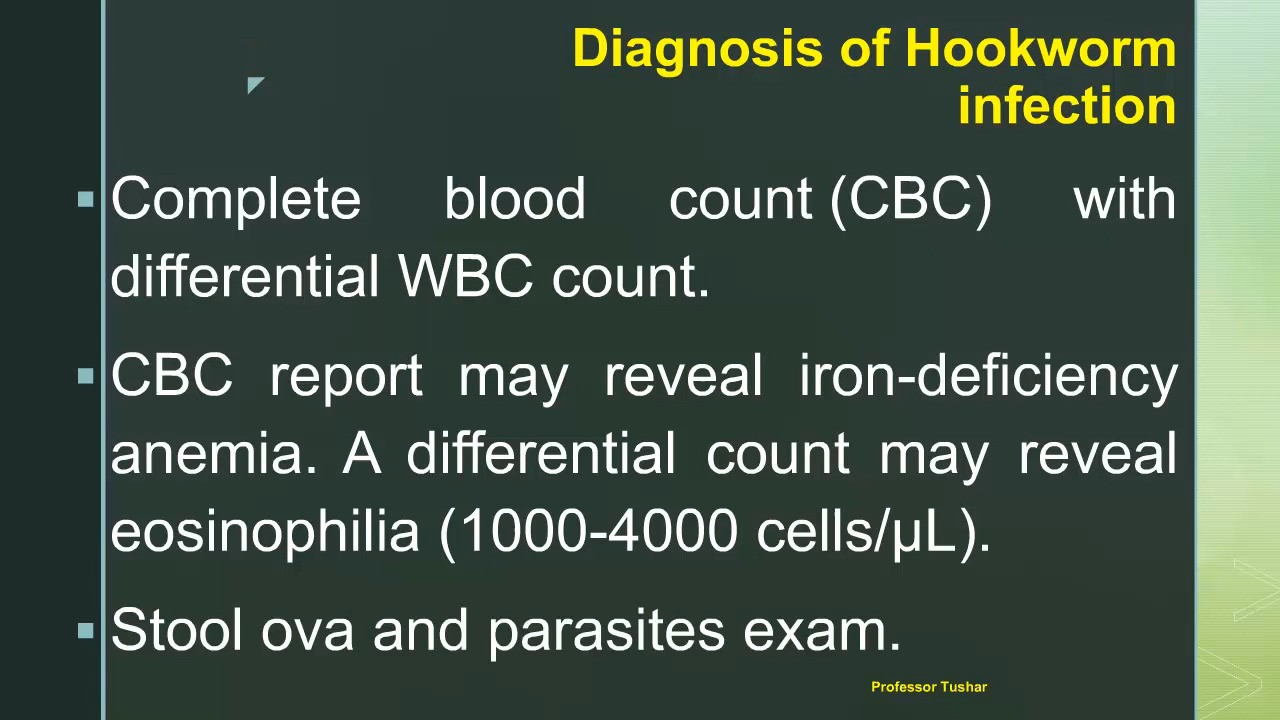 Diagnosis of Hookworm
infection
▪ Complete blood count (CBC) with
differential WBC count.
▪ CBC report may reveal iron-deficiency
anemia. A differential count may reveal
eosinophilia (1000-4000 cells/µL).
▪ Stool ova and parasites exam.
Professor Tushar